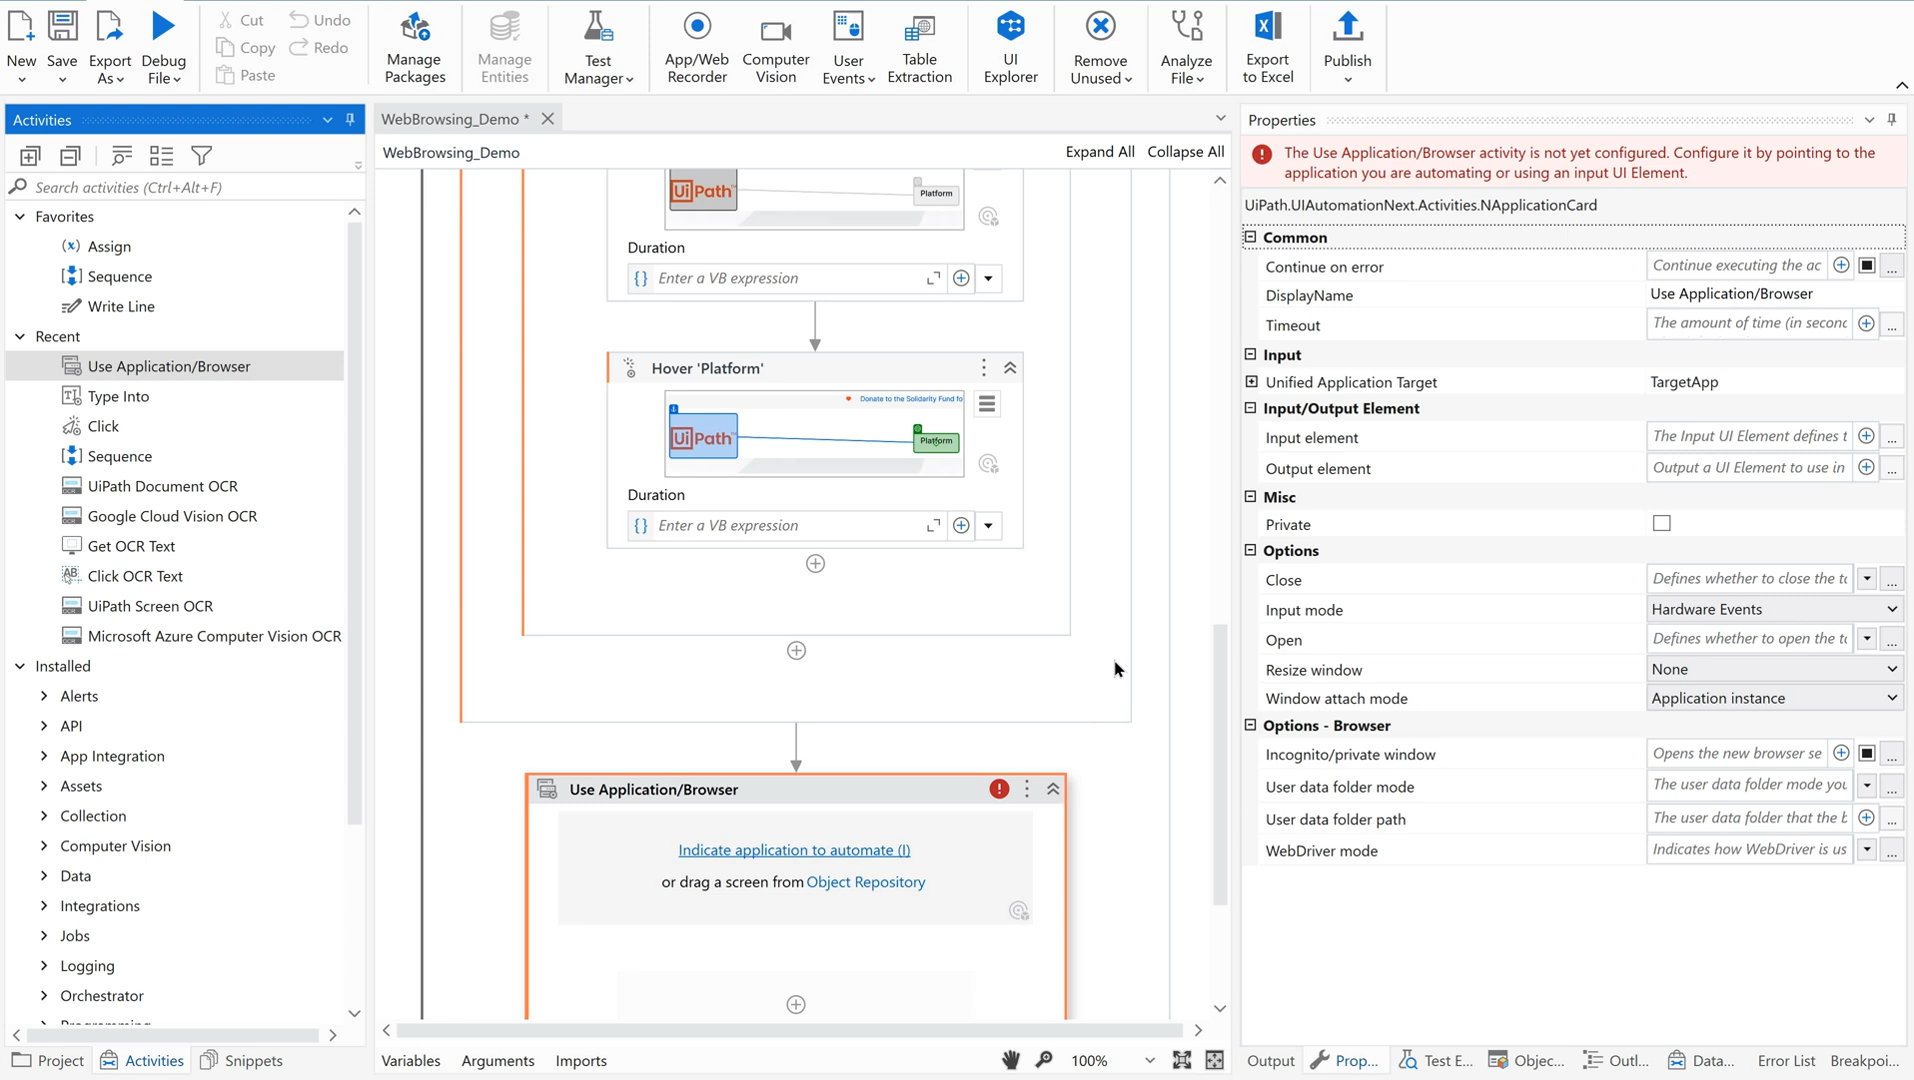 New
Save
Export
As
Debug
File
Cut
Copy
Paste
Undo
Redo
Manage
Packages
Manage
Entities
Test
Manager
App/Web
Recorder
Computer
Vision
User
Events
Table
Extraction
UI
Explorer
Remove
Unused
Analyze
File
Export
to Excel
Publish
Activities
Search activities (Ctrl+Alt+F)
Favorites
Assign
Sequence
Write Line
Recent
Use Application/Browser
Type Into
Click
Sequence
UiPath Document OCR
Google Cloud Vision OCR
Get OCR Text
Click OCR Text
UiPath Screen OCR
Microsoft Azure Computer Vision OCR
Installed
Alerts
API
App Integration
Assets
Collection
Computer Vision
Data
Integrations
Jobs
Logging
Orchestrator
Project
Activities
Snippets
WebBrowsing_Demo *
WebBrowsing_Demo
Expand All
Collapse All
UiPath
Platform
Duration
Enter a VB expression
Hover 'Platform'
Donate to the Solidarity Fund fo
UiPath
Platform
Duration
Enter a VB expression
Use Application/Browser
Indicate application to automate (I)
or drag a screen from Object Repository
Variables
Arguments
Imports
100%
Properties
The Use Application/Browser activity is not yet configured. Configure it by pointing to the
application you are automating or using an input UI Element.
UiPath.UIAutomationNext.Activities.NApplicationCard
Common
Continue on error
Continue executing the ac
DisplayName
Use Application/Browser
Timeout
The amount of time (in second
Input
Unified Application Target
TargetApp
Input/Output Element
Input element
The Input UI Element defines t
Output element
Output a UI Element to use in
Misc
Private
Options
Close
Defines whether to close the to
Input mode
Hardware Events
Open
Defines whether to open the to
Resize window
None
Window attach mode
Application instance
Options - Browser
Incognito/private window
Opens the new browser se
User data folder mode
The user data folder mode you
User data folder path
The user data folder that the b
WebDriver mode
Indicates how WebDriver is us
Output
Prop...
Test E...
Objec...
Outl...
Data...
Error List
Breakpoi...